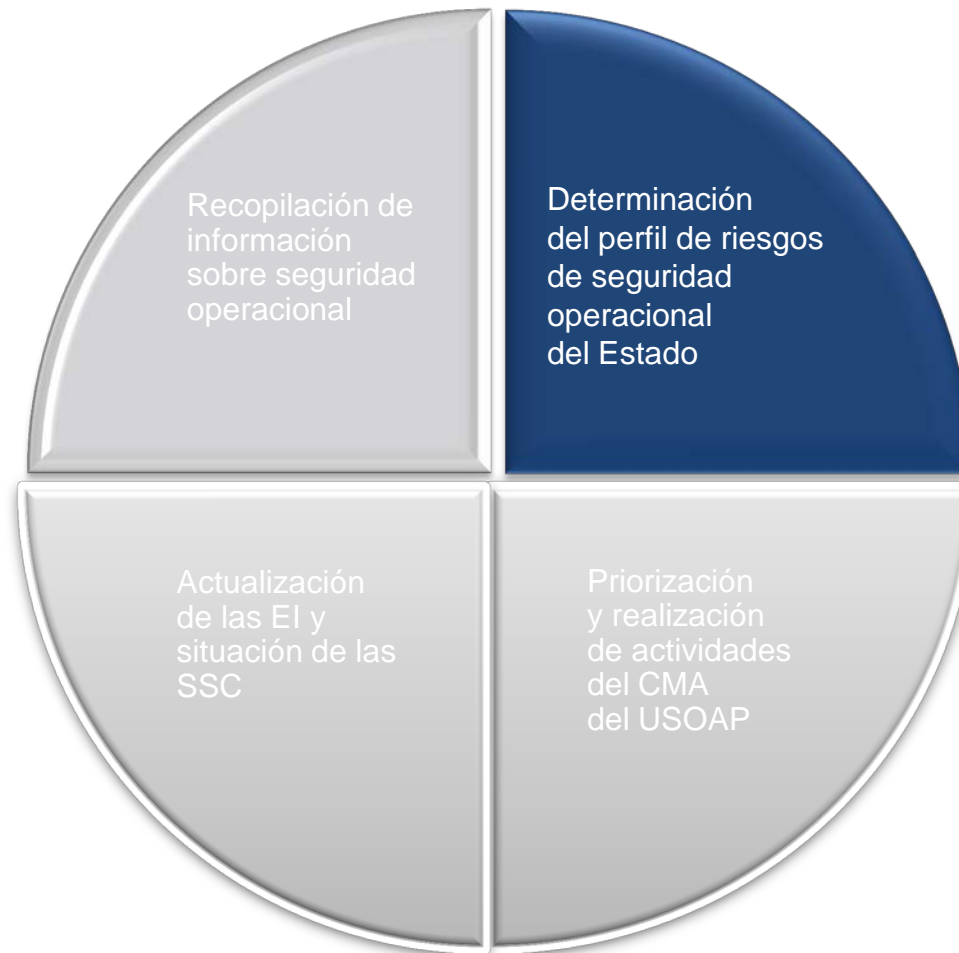 Recopilación de
información
sobre seguridad
operacional
Determinación
del perfil de riesgos
de seguridad
operacional
del Estado
Actualización
de las EI y
situación de las
SSC
Priorización
y realización
de actividades
del CMA
del USOAP